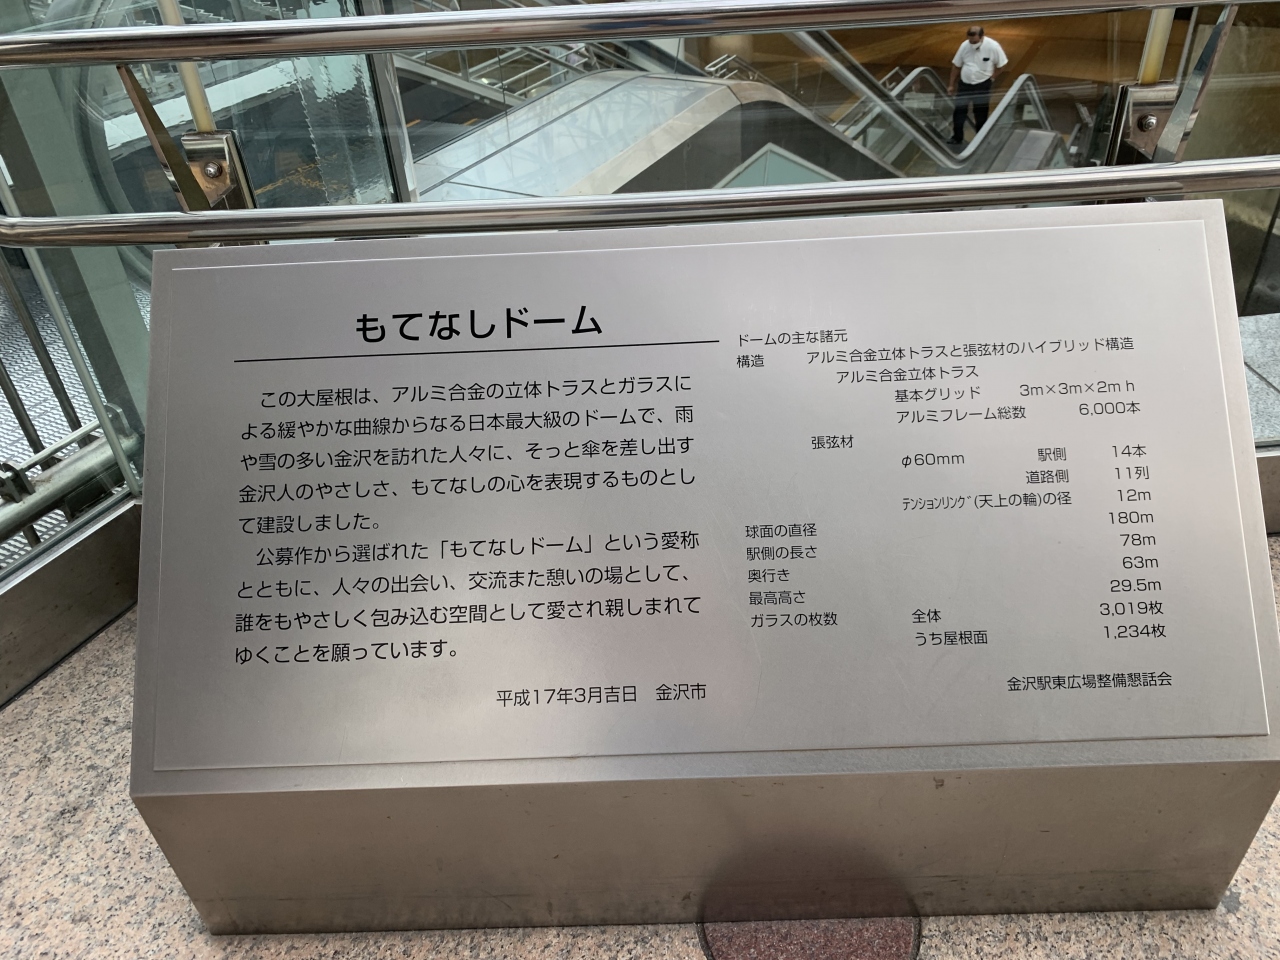 もてなしドーム
この大屋根は、アルミ合金の立体トラスとガラスに
よる緩やかな曲線からなる日本最大級のドームで、雨
や雪の多い金沢を訪れた人々に、そっと傘を差し出す
金沢人のやさしさ、もてなしの心を表現するものとし
て建設しました。
公募作から選ばれた「もてなしドーム」という愛称
とともに、人々の出会い、交流また憩いの場として、
誰をもやさしく包み込む空間として愛され親しまれて
ゆくことを願っています。
平成17年3月吉日 金沢市
ドームの主な諸元
構造 アルミ合金立体トラスと張弦材のハイブリッド構造
アルミ合金立体トラス
基本グリッド 3m×3m×2mh
アルミフレーム総数 6,000本
張弦材
φ60mm 駅側 14本
道路側 11列
テンションリング(天上の輪)の径 12m
球面の直径 180m
駅側の長さ 78m
奥行き 63m
最高高さ 29.5m
ガラスの枚数 全体 3,019枚
うち屋根面 1,234枚
金沢駅東広場整備懇話会